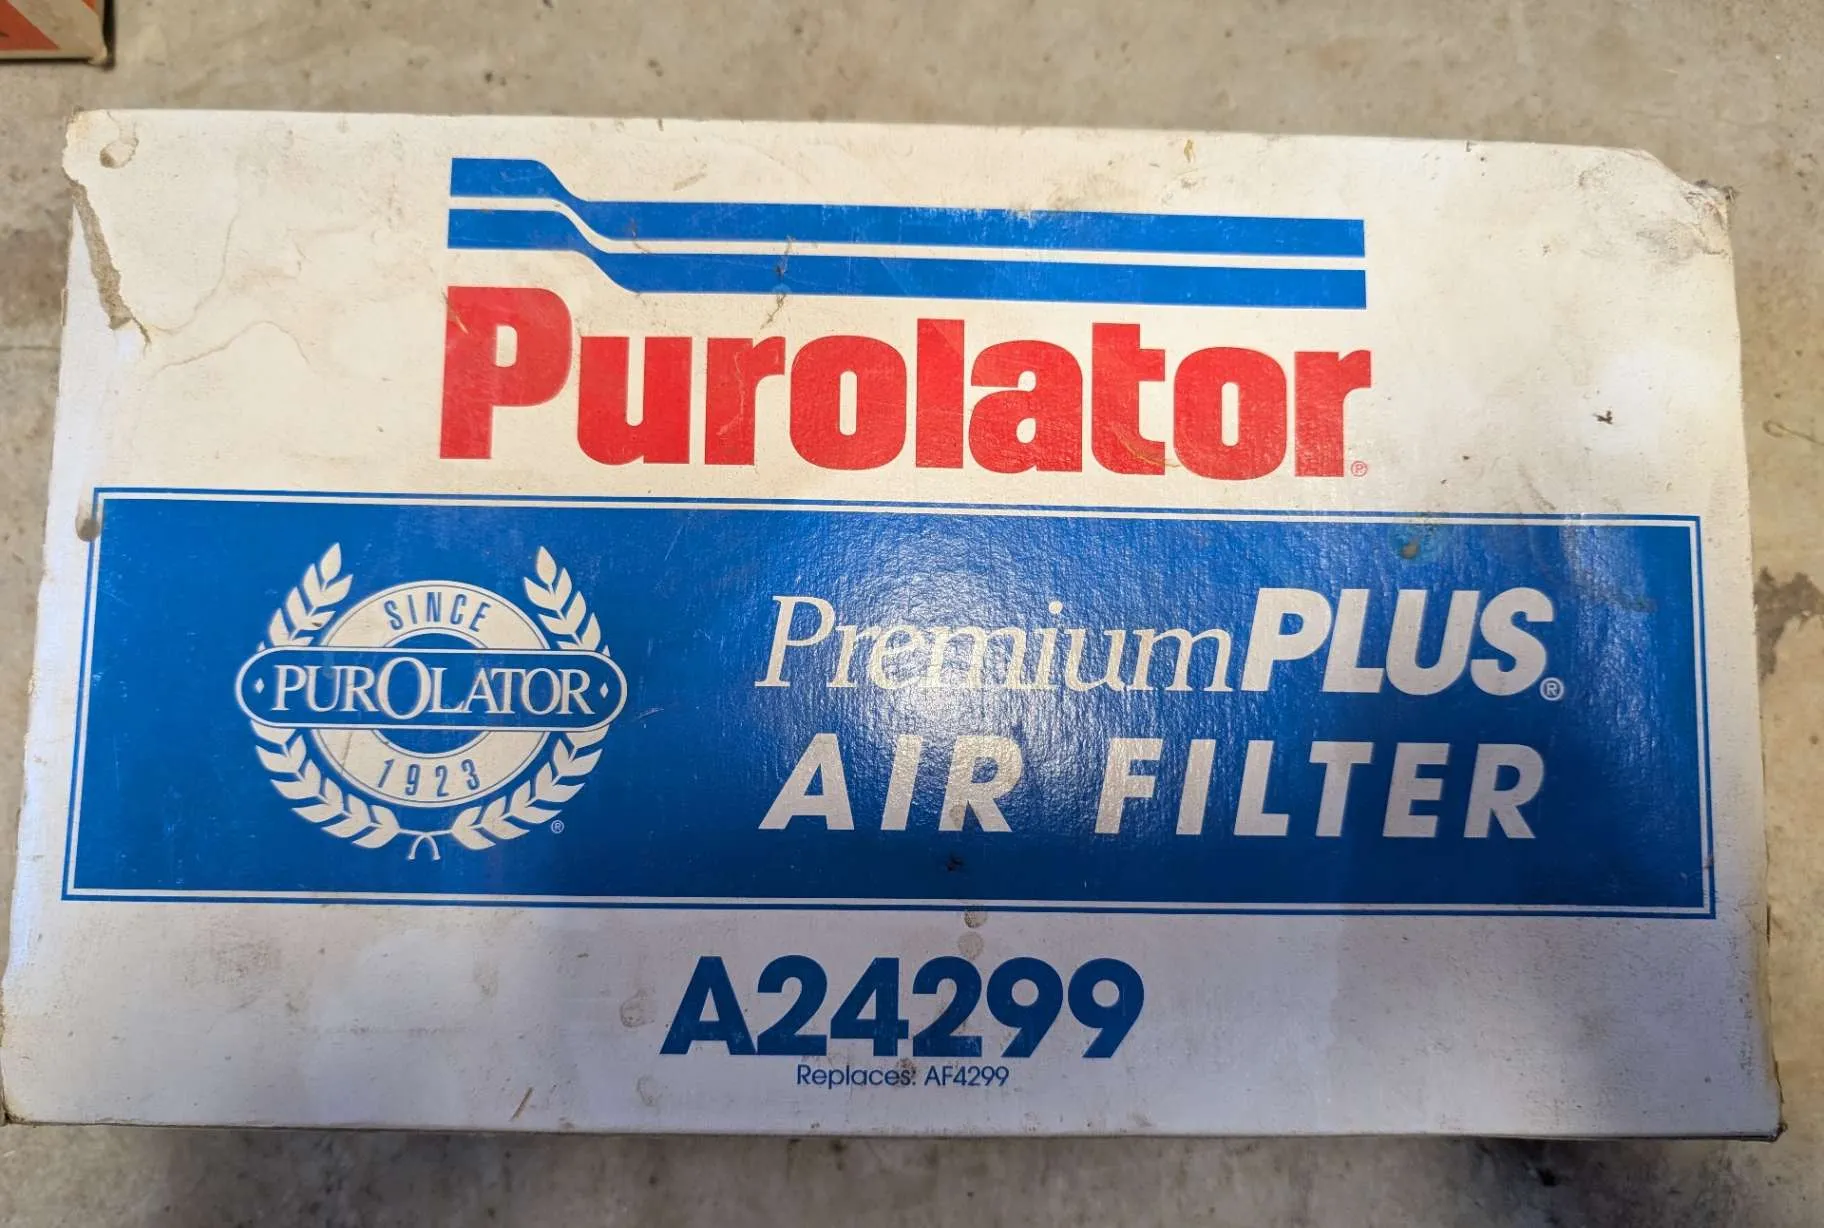 Purolator
SINCE
PUROLATOR
1923
PremiumPLUS®
AIR FILTER
A24299
Replaces: AF4299